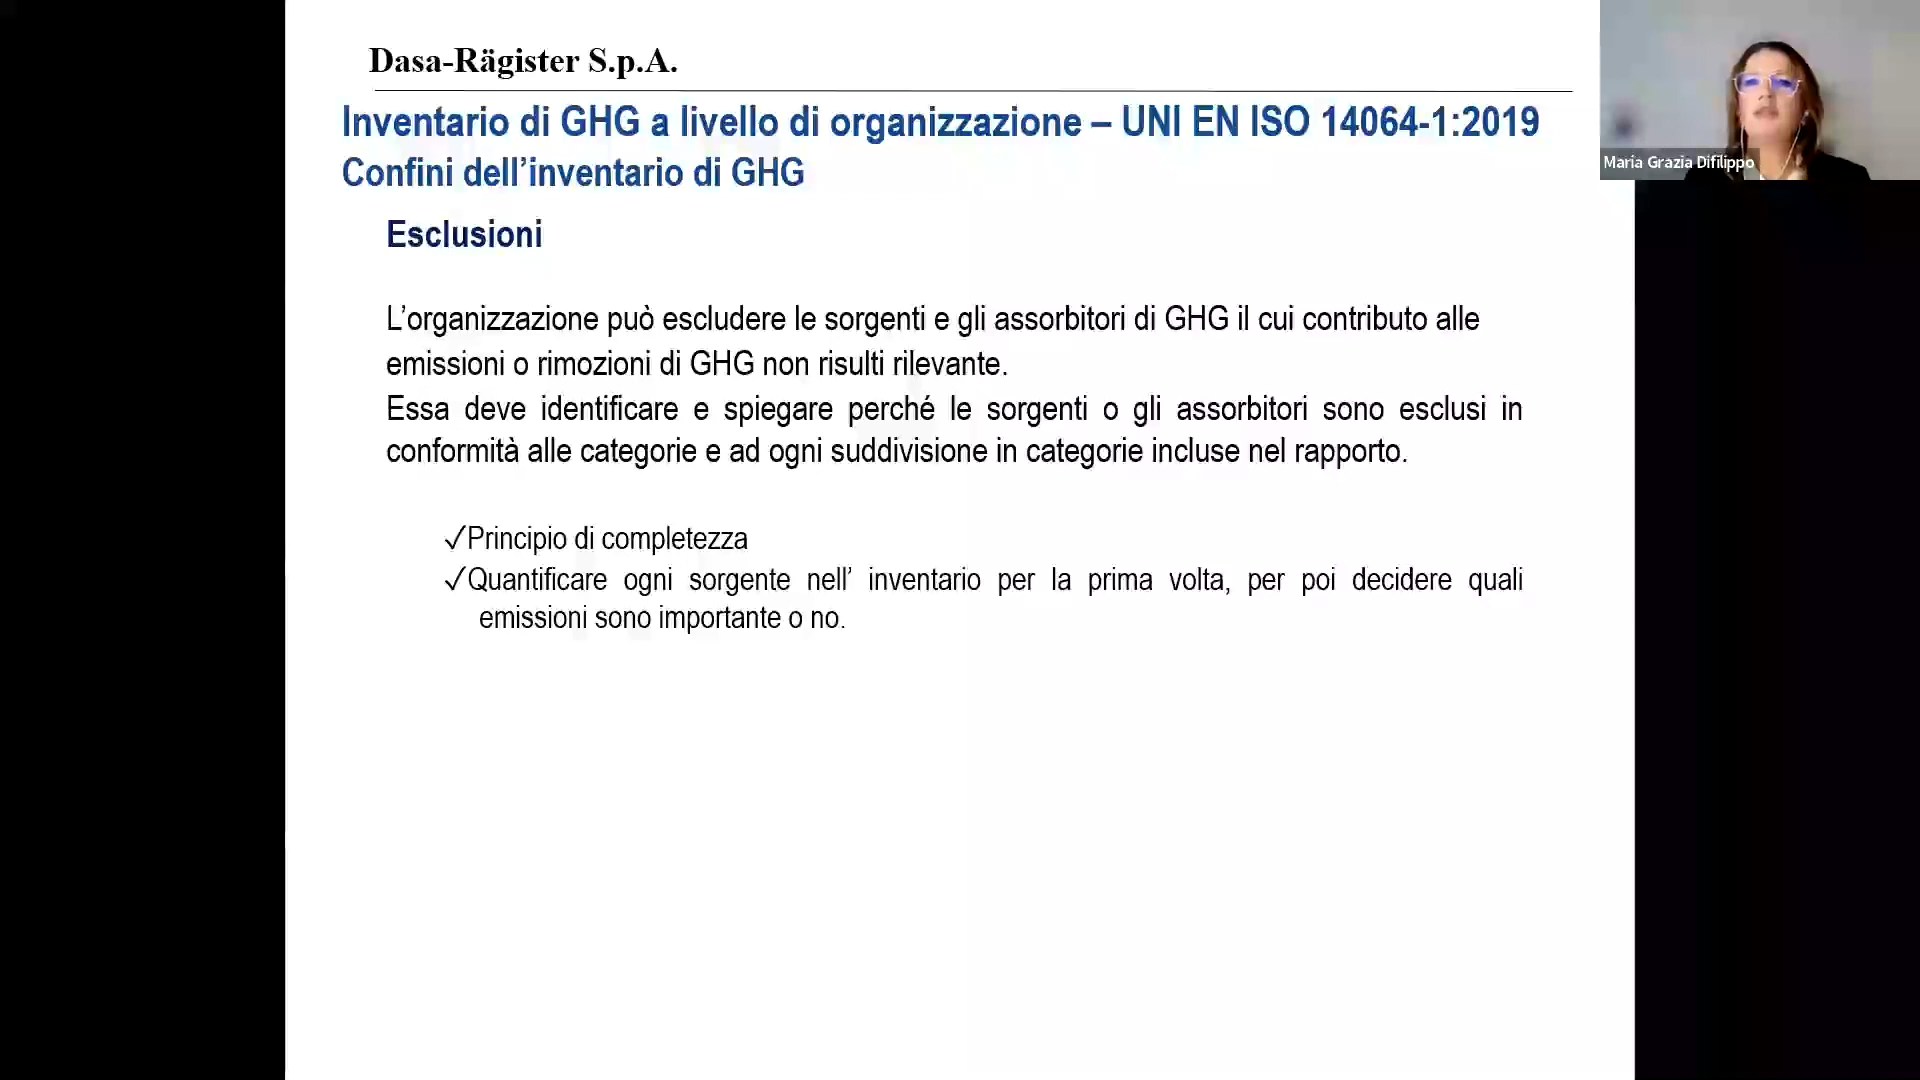 Dasa-Rägister S.p.A.
Inventario di GHG a livello di organizzazione – UNI EN ISO 14064-1:2019
Confini dell’inventario di GHG
Esclusioni
L’organizzazione può escludere le sorgenti e gli assorbitori di GHG il cui contributo alle
emissioni o rimozioni di GHG non risulti rilevante.
Essa deve identificare e spiegare perché le sorgenti o gli assorbitori sono esclusi in
conformità alle categorie e ad ogni suddivisione in categorie incluse nel rapporto.
✓Principio di completezza
✓Quantificare ogni sorgente nell’ inventario per la prima volta, per poi decidere quali
emissioni sono importante o no.
Maria Grazia Difilippo